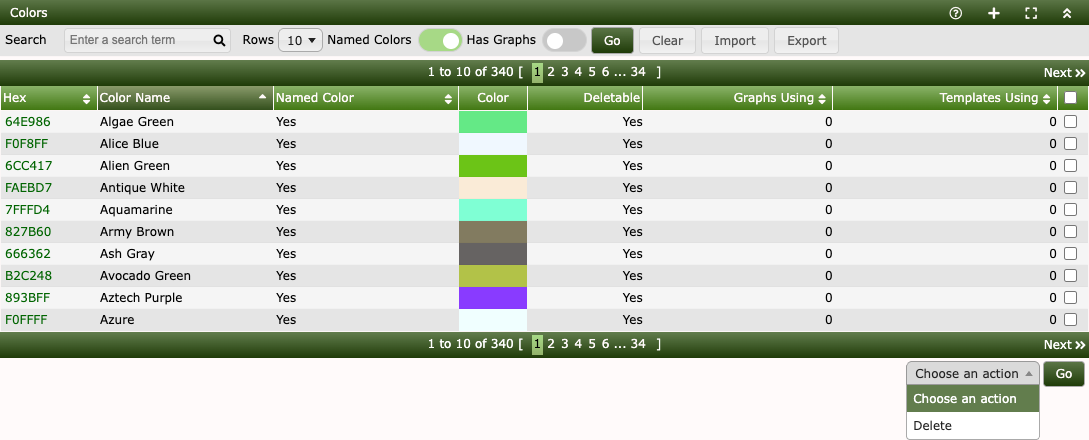 Colors
Search Enter a search term Rows 10 Named Colors Has Graphs Go Clear Import Export
1 to 10 of 340 [ 1 2 3 4 5 6 ... 34 ] Next
Hex Color Name Named Color Color Deletable Graphs Using Templates Using
64E986 Algae Green Yes Yes 0 0
F0F8FF Alice Blue Yes Yes 0 0
6CC417 Alien Green Yes Yes 0 0
FAEBD7 Antique White Yes Yes 0 0
7FFFD4 Aquamarine Yes Yes 0 0
827B60 Army Brown Yes Yes 0 0
666362 Ash Gray Yes Yes 0 0
B2C248 Avocado Green Yes Yes 0 0
893BFF Aztech Purple Yes Yes 0 0
F0FFFF Azure Yes Yes 0 0
1 to 10 of 340 [ 1 2 3 4 5 6 ... 34 ] Next
Choose an action Go
Choose an action
Delete